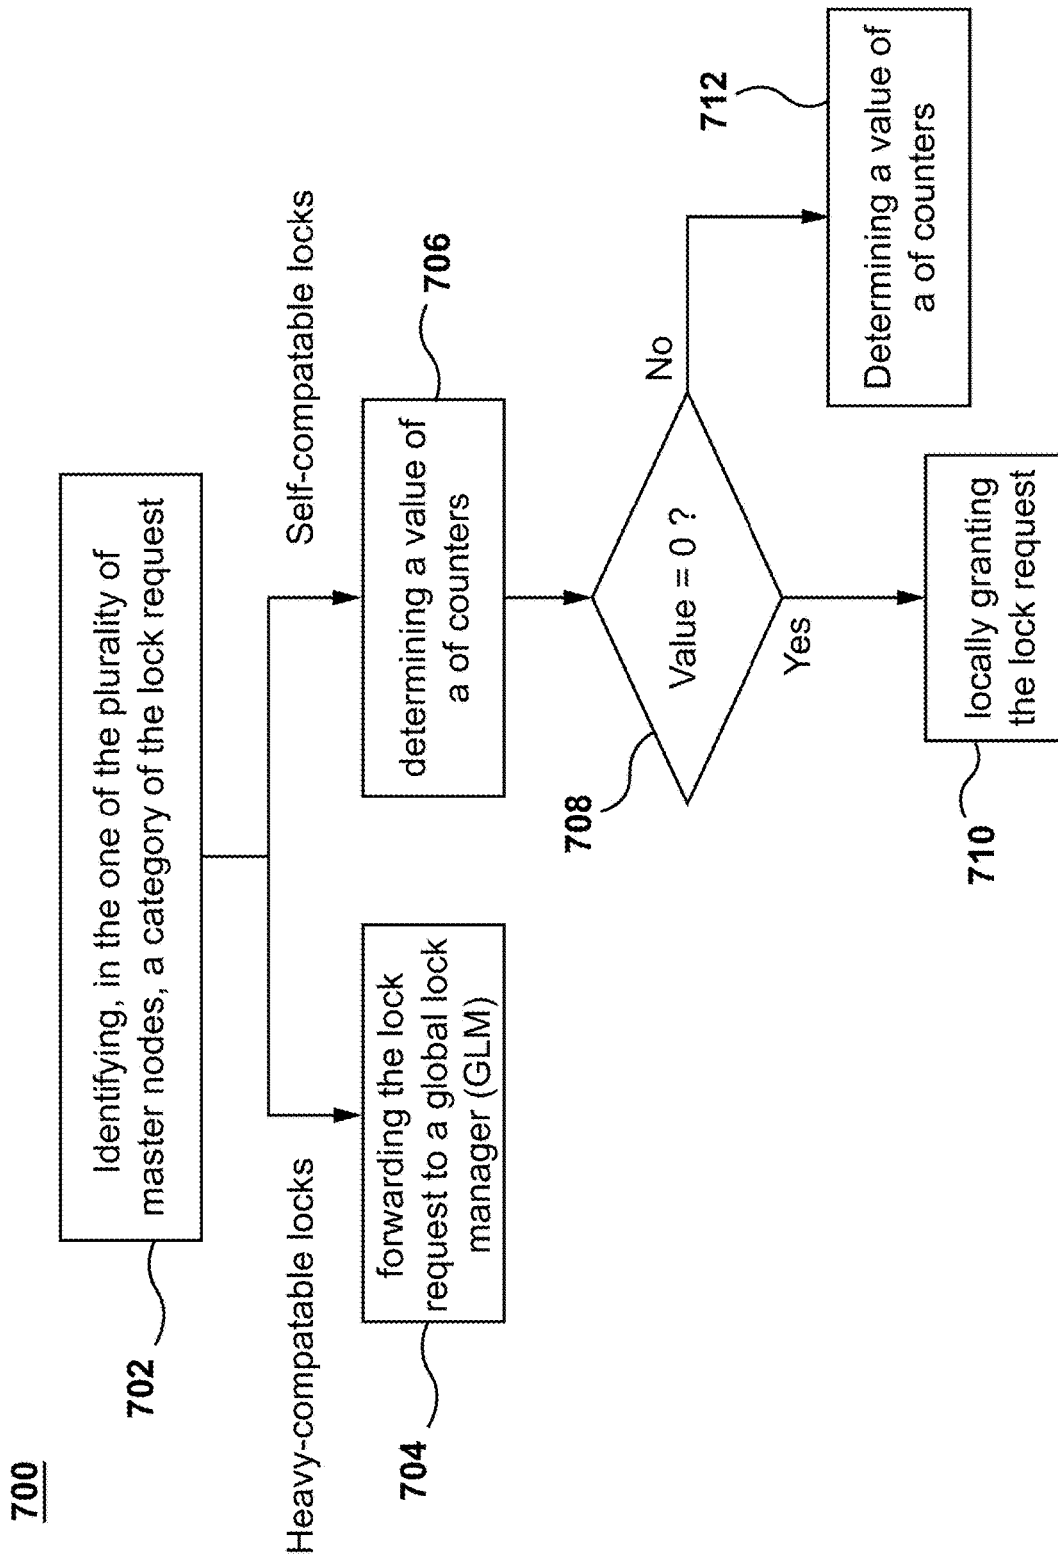 700
702
Identifying, in the one of the plurality of
master nodes, a category of the lock request
Heavy-compatable locks
Self-compatable locks
704
forwarding the lock
request to a global lock
manager (GLM)
706
determining a value of
a of counters
708
Value = 0 ?
No
Yes
712
Determining a value of
a of counters
710
locally granting
the lock request